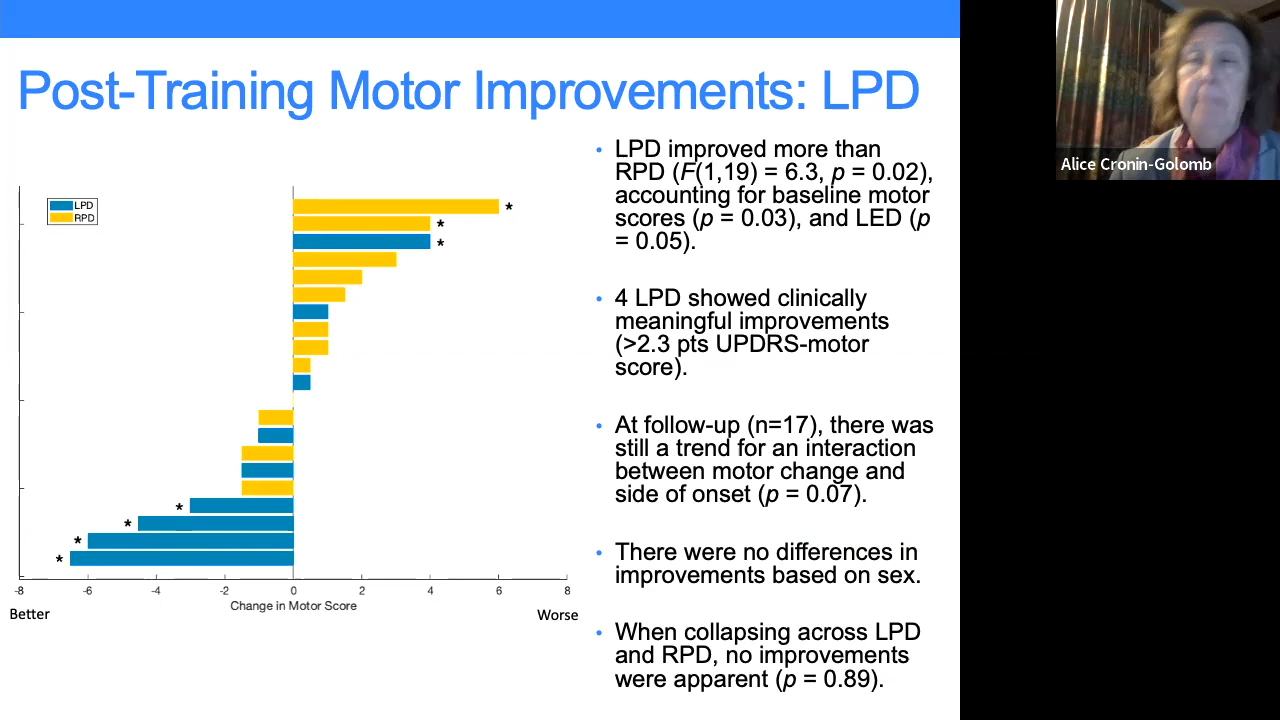 Post-Training Motor Improvements: LPD
LPD
RPD
*
*
*
*
*
*
*
-8
-6
-4
-2
0
2
4
6
8
Change in Motor Score
Better
Worse
• LPD improved more than
RPD (F(1,19) = 6.3, p = 0.02),
accounting for baseline motor
scores (p = 0.03), and LED (p
= 0.05).
• 4 LPD showed clinically
meaningful improvements
(>2.3 pts UPDRS-motor
score).
• At follow-up (n=17), there was
still a trend for an interaction
between motor change and
side of onset (p = 0.07).
• There were no differences in
improvements based on sex.
• When collapsing across LPD
and RPD, no improvements
were apparent (p = 0.89).
Alice Cronin-Golomb